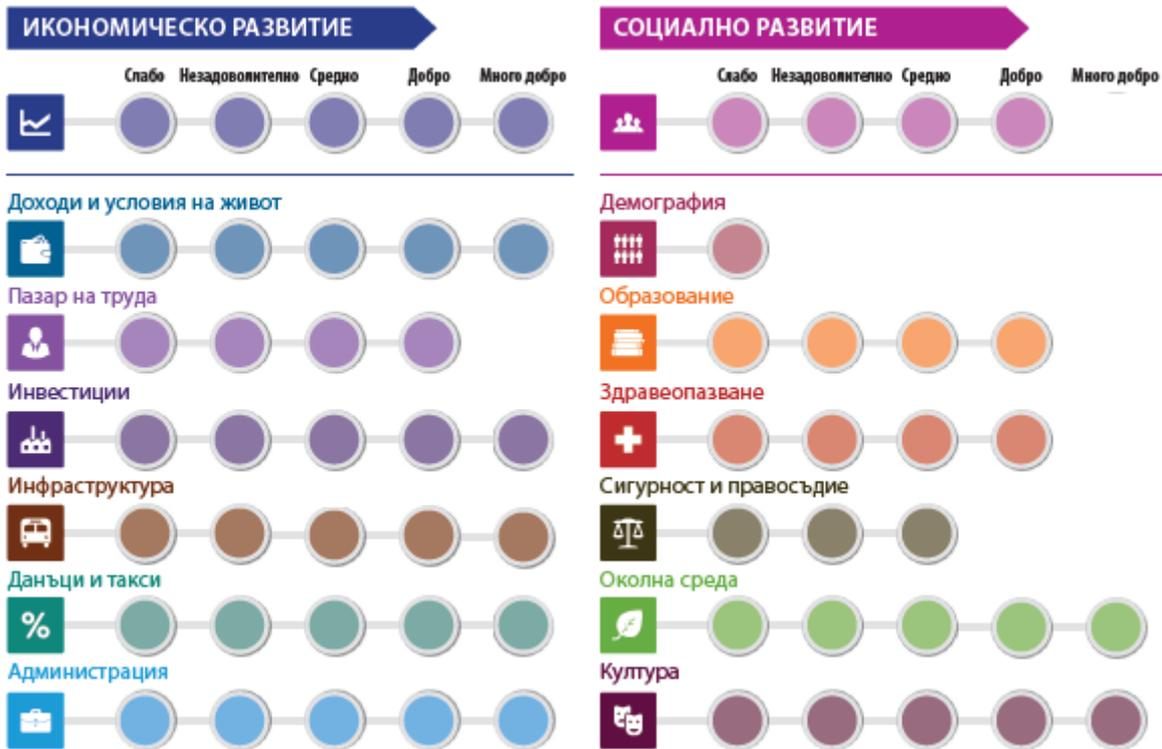 ИКОНОМИЧЕСКО РАЗВИТИЕ
Слабо Незадоволително Средно Добро Много добро
Доходи и условия на живот
Пазар на труда
Инвестиции
Инфраструктура
Данъци и такси
%
Администрация
СОЦИАЛНО РАЗВИТИЕ
Слабо Незадоволително Средно Добро Много добро
Демография
Образование
Здравеопазване
Сигурност и правосъдие
Околна среда
Култура